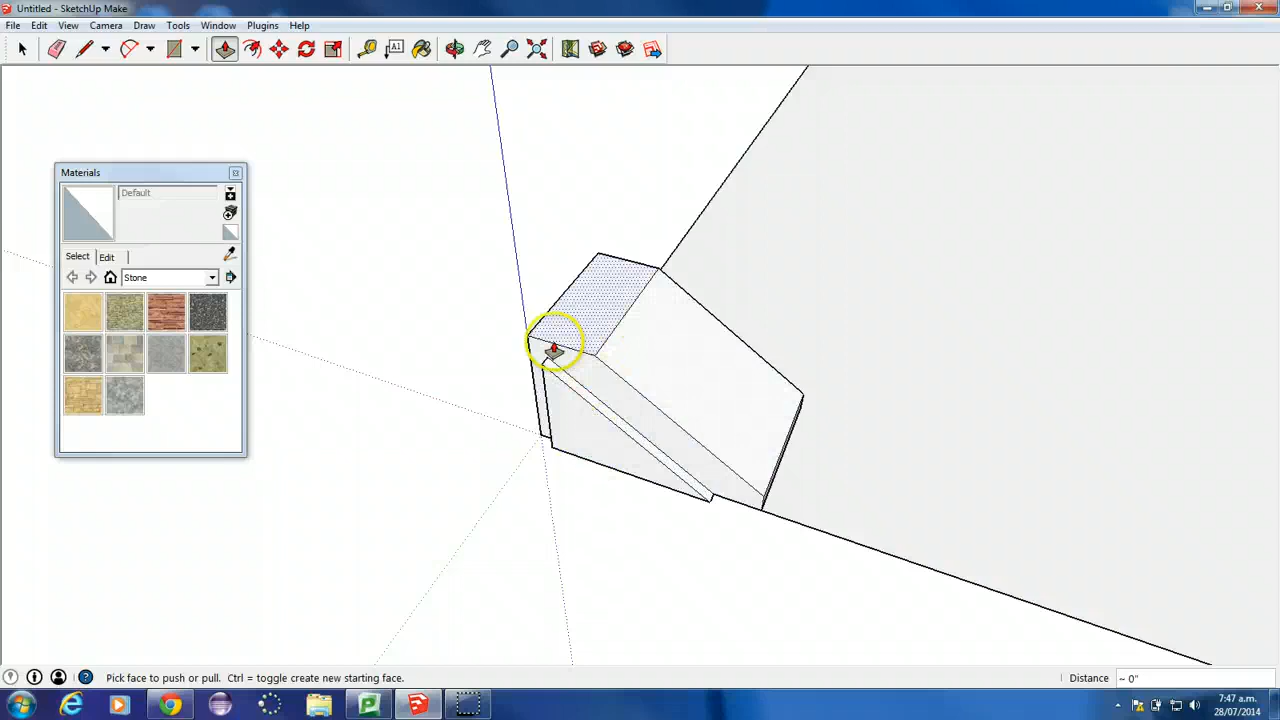 Untitled - SketchUp Make
File Edit View Camera Draw Tools Window Plugins Help
A1
Materials
Default
Select Edit
Stone
Pick face to push or pull. Ctrl = toggle create new starting face.
Distance ~ 0"
7:47 a.m.
28/07/2014